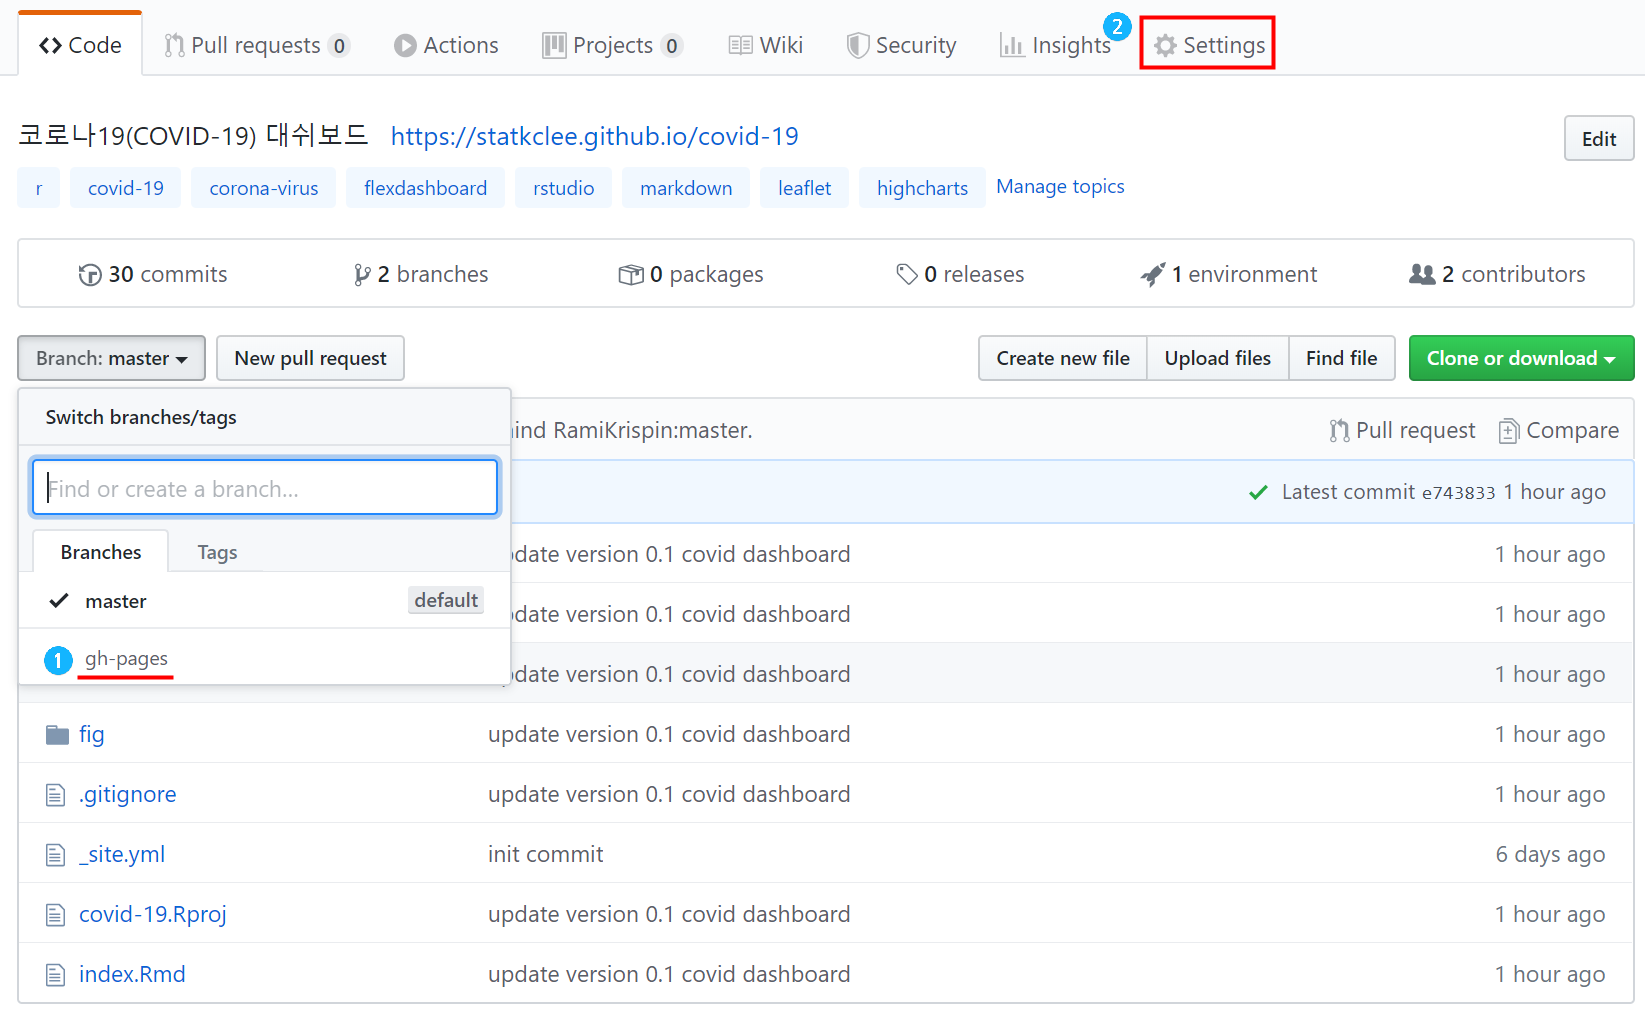 Code Pull requests 0 Actions Projects 0 Wiki Security Insights 2 Settings
코로나19(COVID-19) 대쉬보드 https://statkclee.github.io/covid-19 Edit
r covid-19 corona-virus flexdashboard rstudio markdown leaflet highcharts Manage topics
30 commits 2 branches 0 packages 0 releases 1 environment 2 contributors
Branch: master New pull request Create new file Upload files Find file Clone or download
Switch branches/tags
RamiKrispin:master. Pull request Compare
Find or create a branch...
Latest commit e743833 1 hour ago
Branches Tags
version 0.1 covid dashboard 1 hour ago
master default
version 0.1 covid dashboard 1 hour ago
1 gh-pages
version 0.1 covid dashboard 1 hour ago
fig update version 0.1 covid dashboard 1 hour ago
.gitignore update version 0.1 covid dashboard 1 hour ago
_site.yml init commit 6 days ago
covid-19.Rproj update version 0.1 covid dashboard 1 hour ago
index.Rmd update version 0.1 covid dashboard 1 hour ago